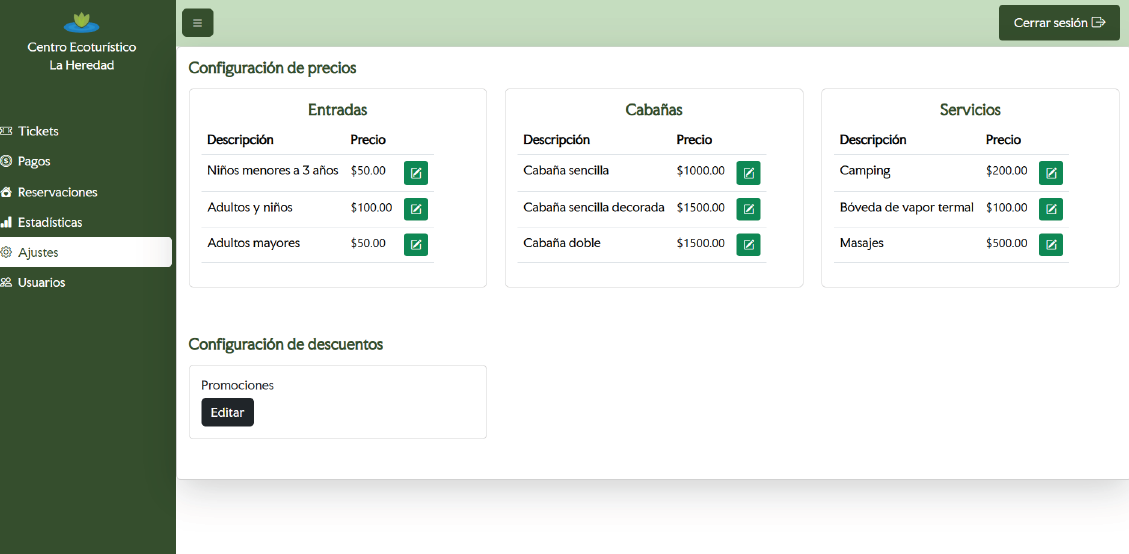 Centro Ecoturístico
La Heredad
Tickets
Pagos
Reservaciones
Estadísticas
Ajustes
Usuarios
Cerrar sesión
Configuración de precios
Entradas
Descripción Precio
Niños menores a 3 años $50.00
Adultos y niños $100.00
Adultos mayores $50.00
Cabañas
Descripción Precio
Cabaña sencilla $1000.00
Cabaña sencilla decorada $1500.00
Cabaña doble $1500.00
Servicios
Descripción Precio
Camping $200.00
Bóveda de vapor termal $100.00
Masajes $500.00
Configuración de descuentos
Promociones
Editar